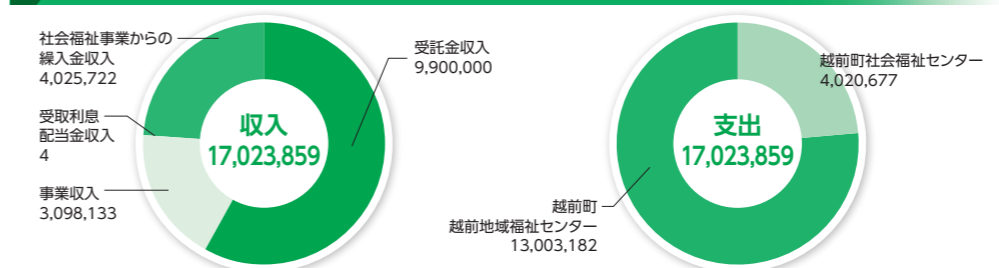 社会福祉事業からの
繰入金収入
4,025,722
受取利息
配当金収入
4
事業収入
3,098,133
収入
17,023,859
受託金収入
9,900,000
支出
17,023,859
越前町社会福祉センター
4,020,677
越前町
越前地域福祉センター
13,003,182